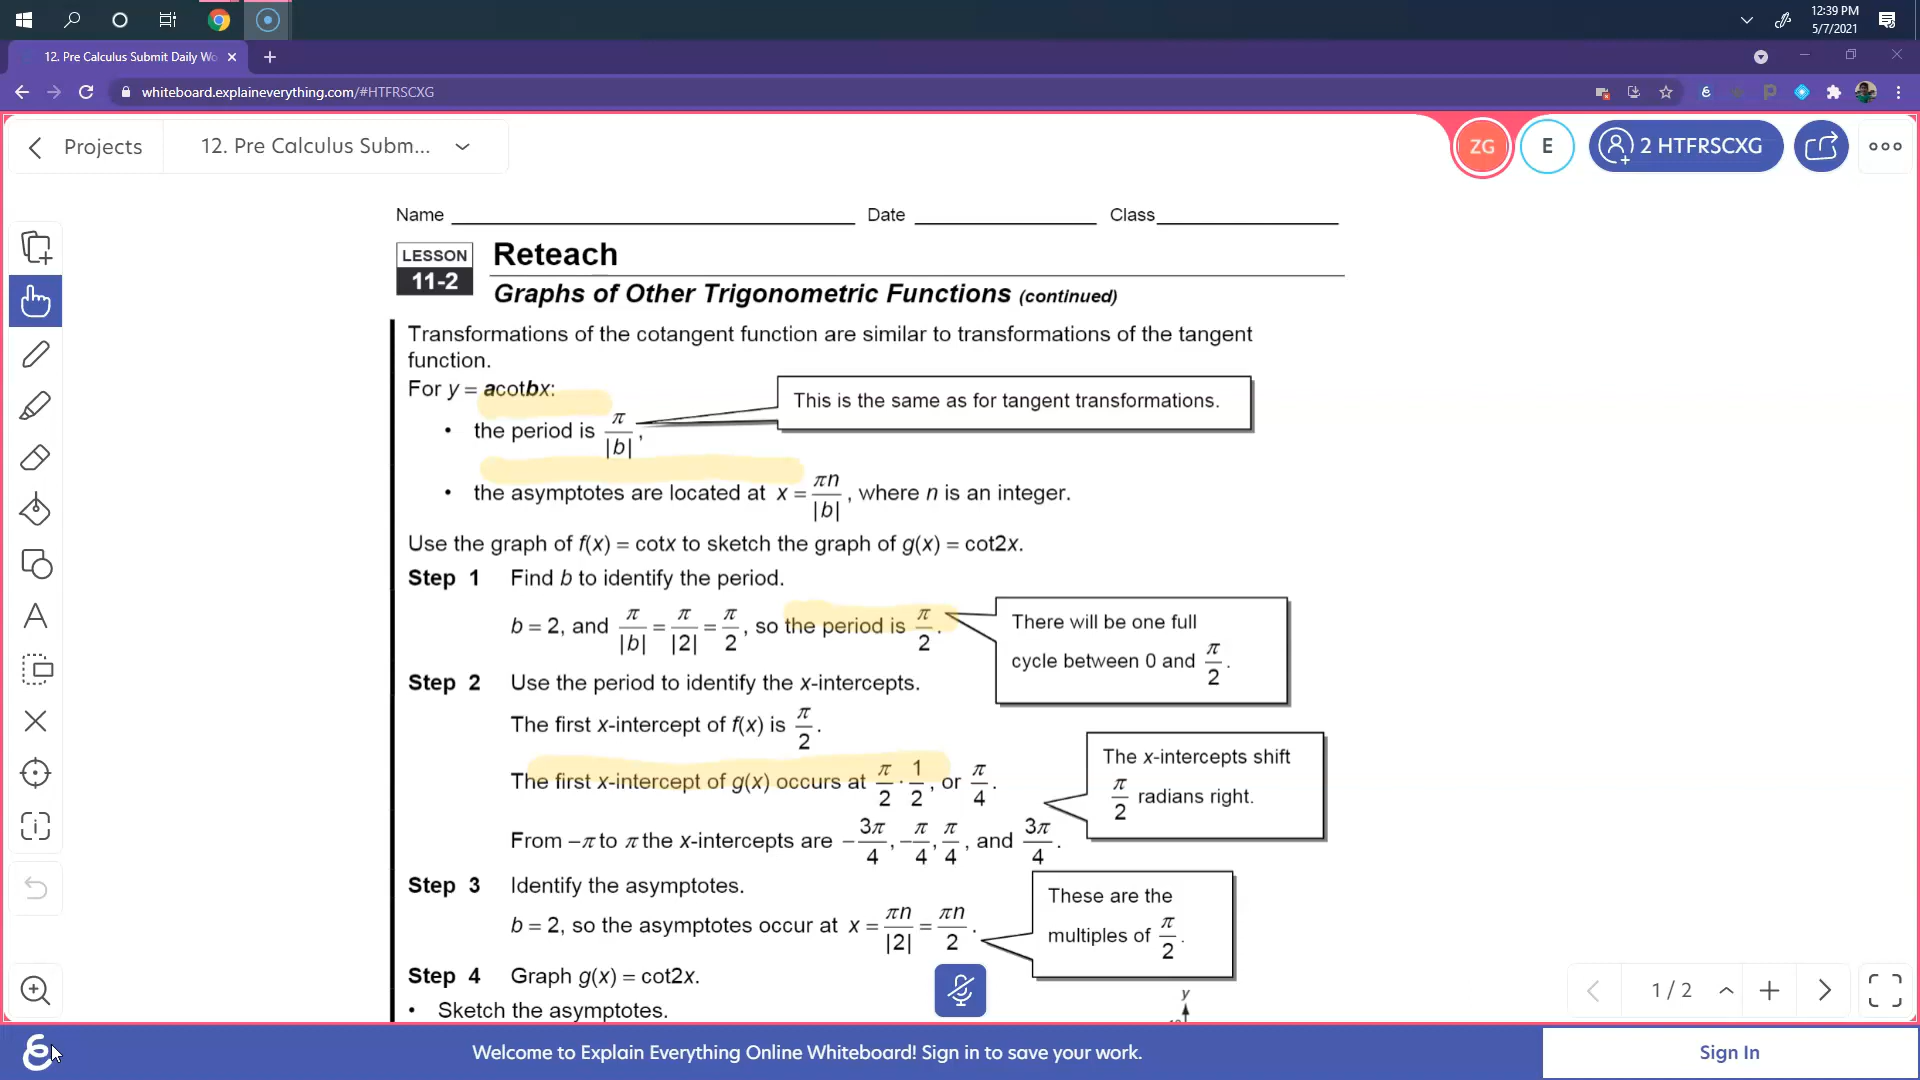 12:39 PM
5/7/2021
12. Pre Calculus Submit Daily Wo
whiteboard.explaineverything.com/#HTFRSCXG
Projects
12. Pre Calculus Subm...
ZG
E
2 HTFRSCXG
Name Date Class
LESSON
11-2
Reteach
Graphs of Other Trigonometric Functions (continued)
Transformations of the cotangent function are similar to transformations of the tangent
function.
For y = acotbx:
This is the same as for tangent transformations.
• the period is π/|b|,
• the asymptotes are located at x = πn/|b|, where n is an integer.
Use the graph of f(x) = cotx to sketch the graph of g(x) = cot2x.
Step 1 Find b to identify the period.
b = 2, and π/|b| = π/|2| = π/2, so the period is π/2.
There will be one full
cycle between 0 and π/2.
Step 2 Use the period to identify the x-intercepts.
The first x-intercept of f(x) is π/2.
The first x-intercept of g(x) occurs at π/2 · 1/2, or π/4.
The x-intercepts shift
π/2 radians right.
From –π to π the x-intercepts are –3π/4, –π/4, π/4, and 3π/4.
Step 3 Identify the asymptotes.
b = 2, so the asymptotes occur at x = πn/|2| = πn/2.
These are the
multiples of π/2.
Step 4 Graph g(x) = cot2x.
• Sketch the asymptotes.
y
1 / 2
Welcome to Explain Everything Online Whiteboard! Sign in to save your work.
Sign In